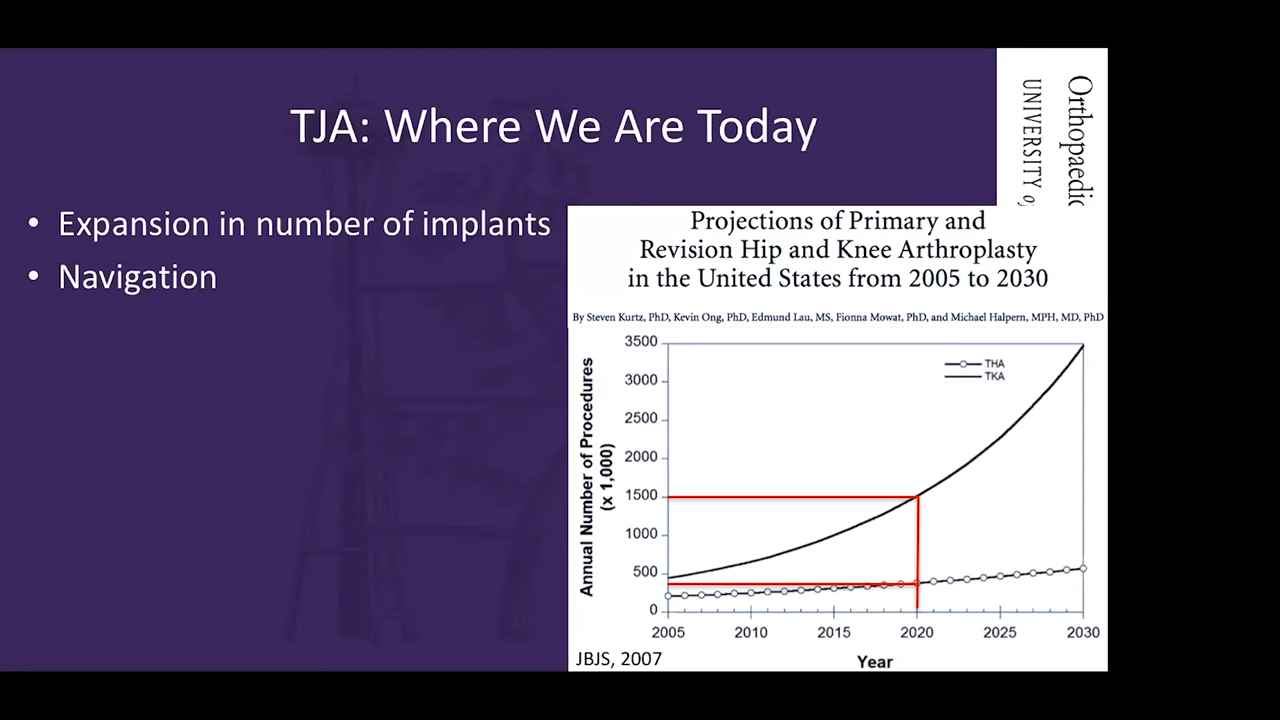 TJA: Where We Are Today
• Expansion in number of implants
• Navigation
Orthopaedic
UNIVERSITY of
Projections of Primary and
Revision Hip and Knee Arthroplasty
in the United States from 2005 to 2030
By Steven Kurtz, PhD, Kevin Ong, PhD, Edmund Lau, MS, Fionna Mowat, PhD, and Michael Halpern, MPH, MD, PhD
Annual Number of Procedures
(x 1,000)
3500
3000
2500
2000
1500
1000
500
0
THA
TKA
2005 2010 2015 2020 2025 2030
Year
JBJS, 2007